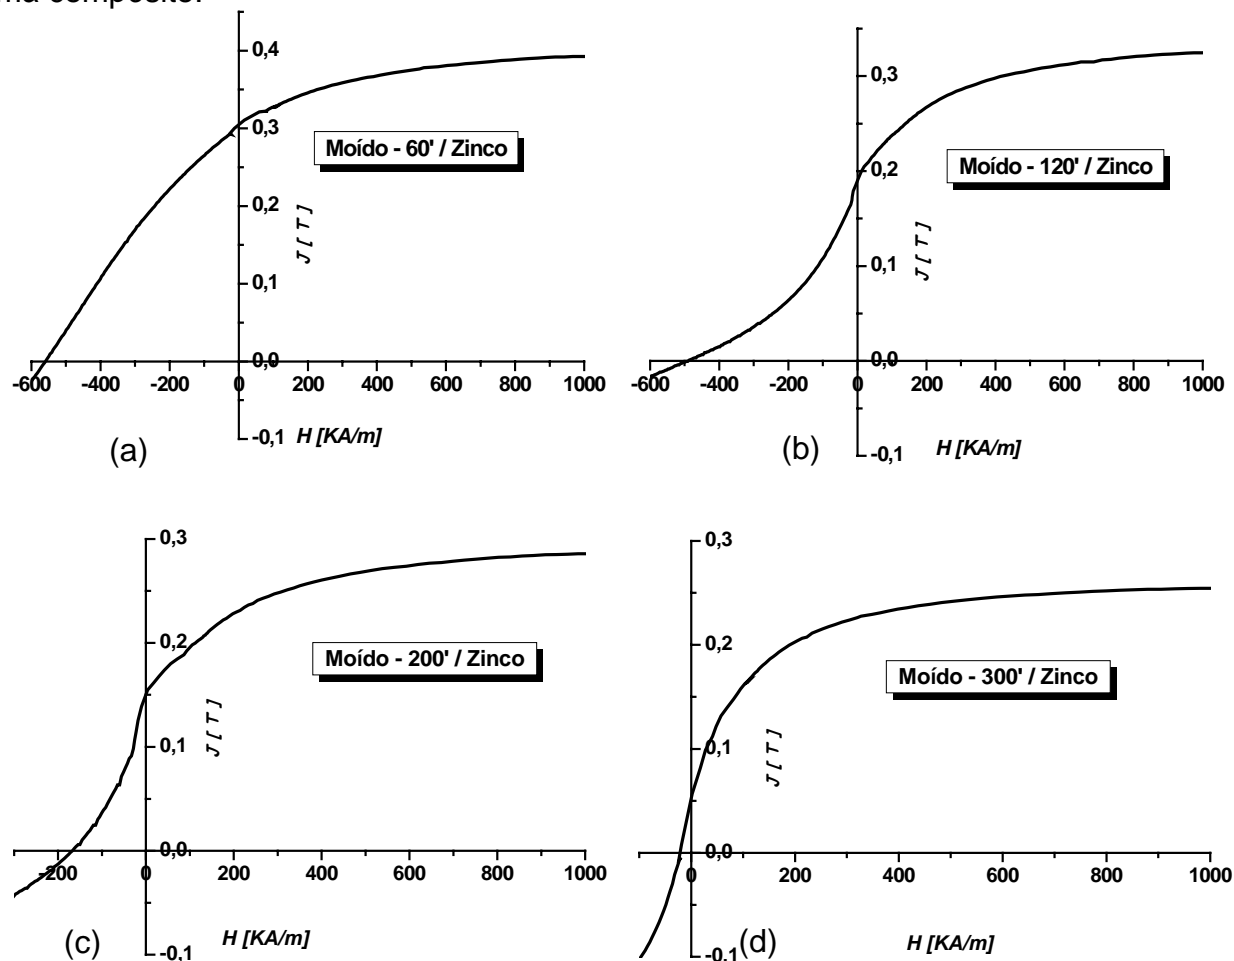 ma compósito.
0,4
0,3
Moído - 60' / Zinco
0,2
J [ T ]
0,1
0,0
-600 -400 -200 0 200 400 600 800 1000
-0,1 H [KA/m]
(a)
0,3
Moído - 120' / Zinco
0,2
J [ T ]
0,1
0,0
-600 -400 -200 0 200 400 600 800 1000
-0,1 H [KA/m]
(b)
0,3
0,2
Moído - 200' / Zinco
J [ T ]
0,1
0,0
-200 0 200 400 600 800 1000
H [KA/m]
(c)
-0,1
0,3
0,2
Moído - 300' / Zinco
J [ T ]
0,1
0,0
0 200 400 600 800 1000
-0,1
(d)
H [KA/m]